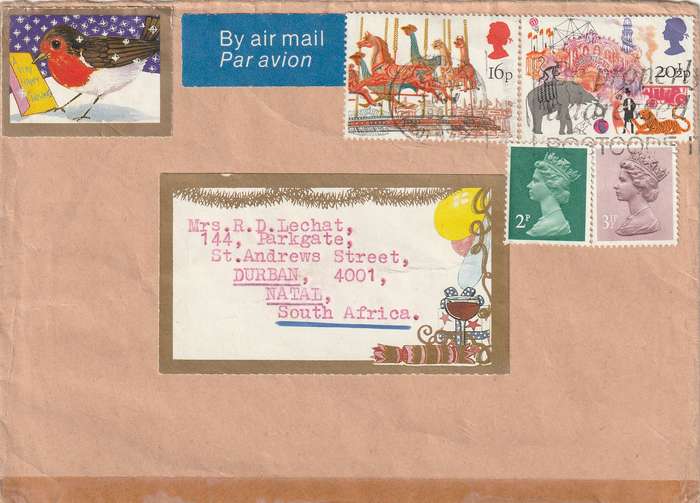 By air mail
Par avion
16p
20½p
POSTCODE
2P
3½P
Mrs.R.D.Lechat,
144, Parkgate,
St.Andrews Street,
DURBAN, 4001,
NATAL,
South Africa.